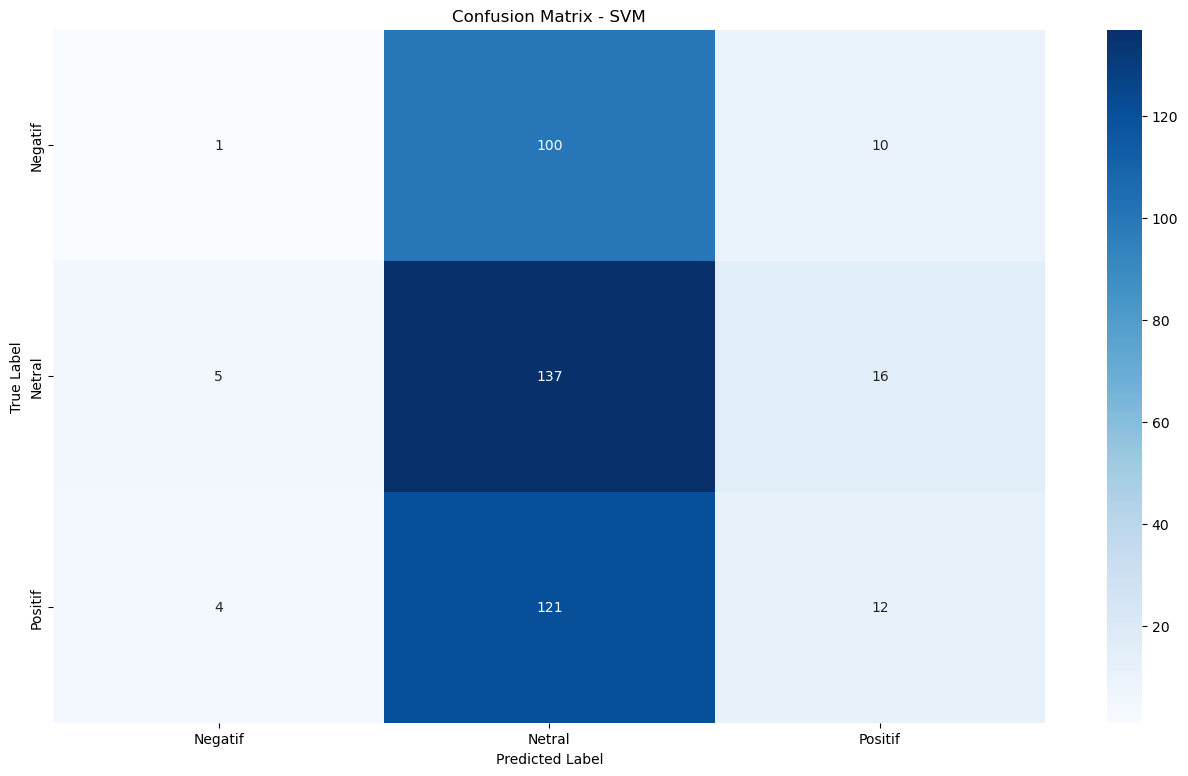 Confusion Matrix - SVM
True Label
Negatif
1 100 10
Netral
5 137 16
Positif
4 121 12
Negatif Netral Positif
Predicted Label
120
100
80
60
40
20